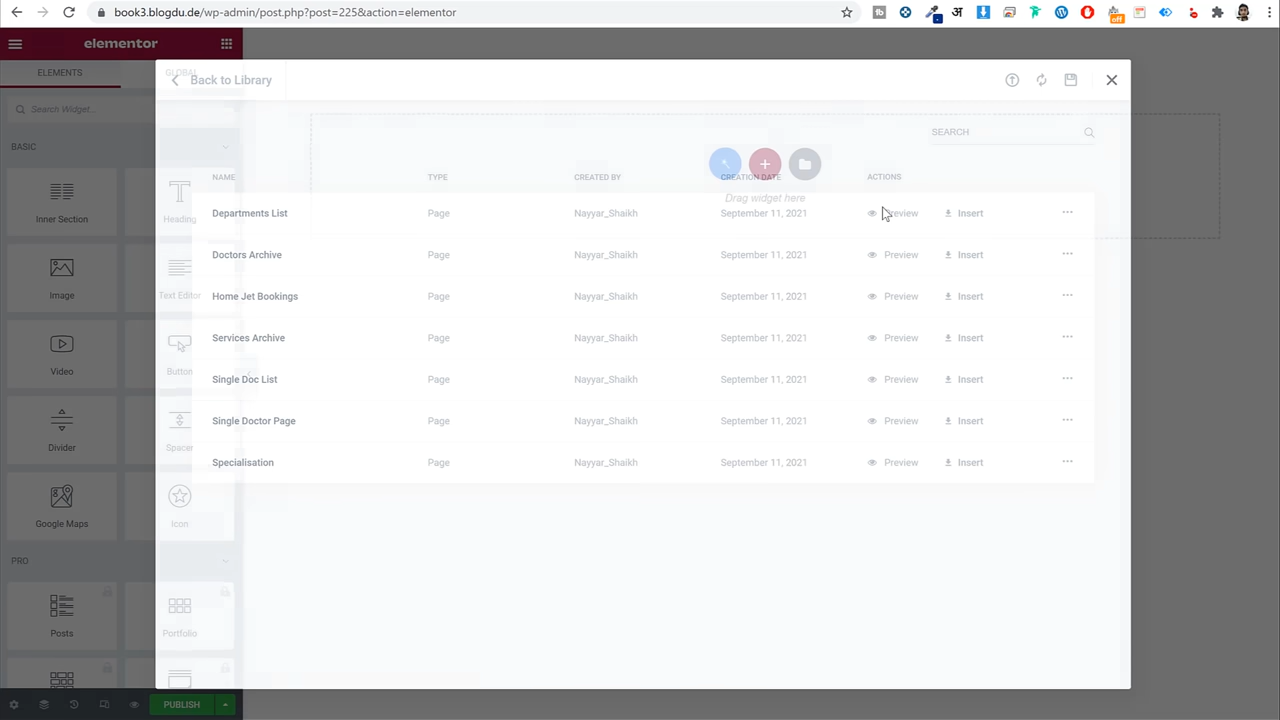 book3.blogdu.de/wp-admin/post.php?post=225&action=elementor
अ
off
elementor
ELEMENTS
GLOBAL
Back to Library
Search Widget...
SEARCH
BASIC
NAME TYPE CREATED BY CREATION DATE ACTIONS
Drag widget here
Departments List Page Nayyar_Shaikh September 11, 2021 Preview Insert
Inner Section
Heading
Doctors Archive Page Nayyar_Shaikh September 11, 2021 Preview Insert
Image
Text Editor
Home Jet Bookings Page Nayyar_Shaikh September 11, 2021 Preview Insert
Services Archive Page Nayyar_Shaikh September 11, 2021 Preview Insert
Video
Button
Single Doc List Page Nayyar_Shaikh September 11, 2021 Preview Insert
Single Doctor Page Page Nayyar_Shaikh September 11, 2021 Preview Insert
Divider
Spacer
Specialisation Page Nayyar_Shaikh September 11, 2021 Preview Insert
Google Maps
Icon
PRO
Posts
Portfolio
PUBLISH